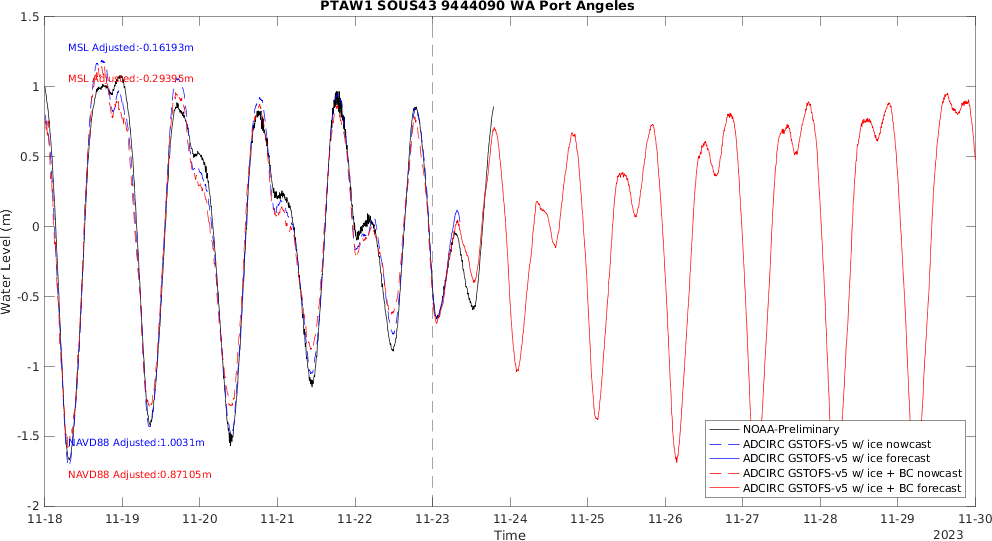 PTAW1 SOUS43 9444090 WA Port Angeles
1.5
1
0.5
0
-0.5
-1
-1.5
-2
Water Level (m)
MSL Adjusted:-0.16193m
MSL Adjusted:-0.29395m
NAVD88 Adjusted:1.0031m
NAVD88 Adjusted:0.87105m
NOAA-Preliminary
ADCIRC GSTOFS-v5 w/ ice nowcast
ADCIRC GSTOFS-v5 w/ ice forecast
ADCIRC GSTOFS-v5 w/ ice + BC nowcast
ADCIRC GSTOFS-v5 w/ ice + BC forecast
11-18 11-19 11-20 11-21 11-22 11-23 11-24 11-25 11-26 11-27 11-28 11-29 11-30
Time
2023